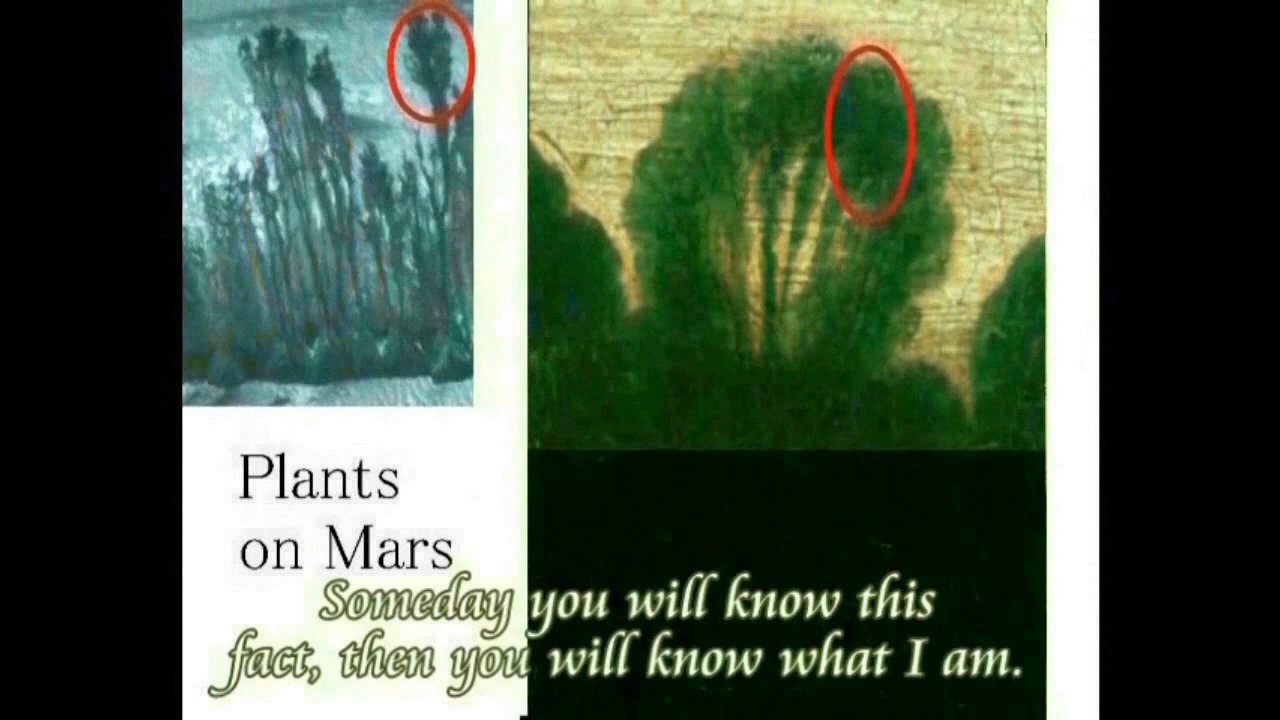 Plants
on Mars
Someday you will know this
fact, then you will know what I am.